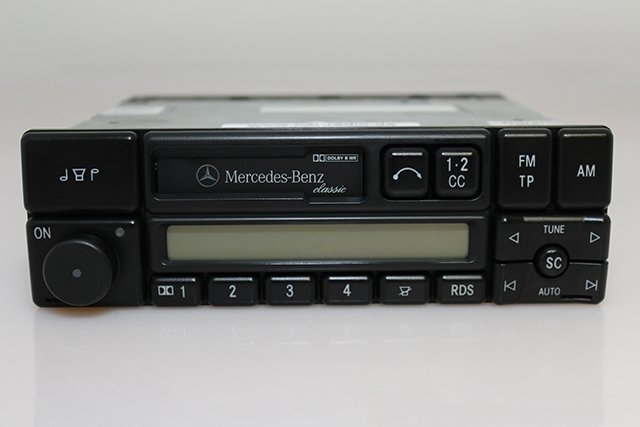 DOLBY B NR
Mercedes-Benz
classic
1·2
CC
FM
TP
AM
ON
TUNE
SC
AUTO
1
2
3
4
RDS